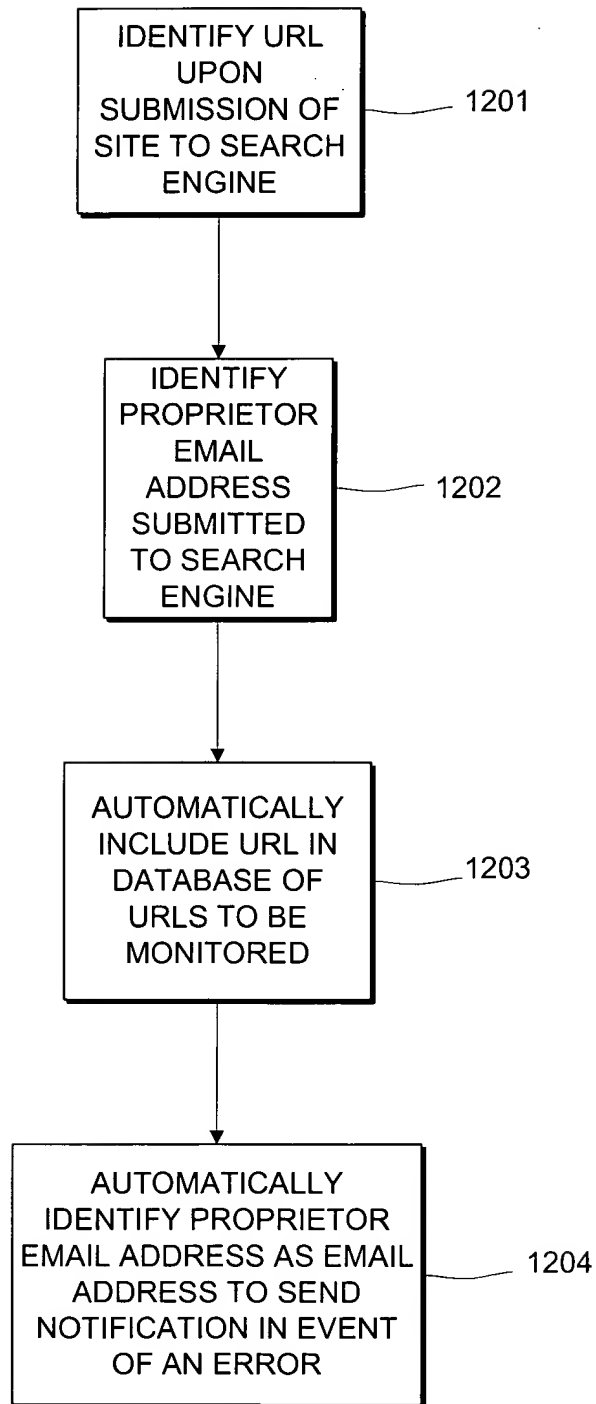 IDENTIFY URL
UPON
SUBMISSION OF
SITE TO SEARCH
ENGINE
1201
IDENTIFY
PROPRIETOR
EMAIL
ADDRESS
SUBMITTED
TO SEARCH
ENGINE
1202
AUTOMATICALLY
INCLUDE URL IN
DATABASE OF
URLS TO BE
MONITORED
1203
AUTOMATICALLY
IDENTIFY PROPRIETOR
EMAIL ADDRESS AS EMAIL
ADDRESS TO SEND
NOTIFICATION IN EVENT
OF AN ERROR
1204